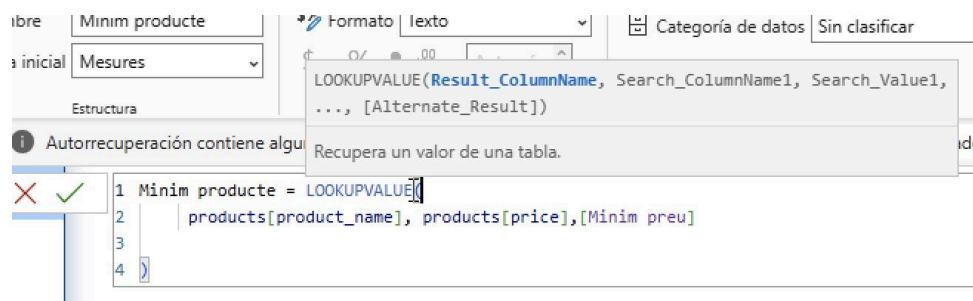 Minim producte
Formato Texto
Categoría de datos Sin clasificar
inicial Mesures
Estructura
LOOKUPVALUE(Result_ColumnName, Search_ColumnName1, Search_Value1,
..., [Alternate_Result])
Autorrecuperación contiene
Recupera un valor de una tabla.
1 Minim producte = LOOKUPVALUE(
2 products[product_name], products[price],[Minim preu]
3
4 )